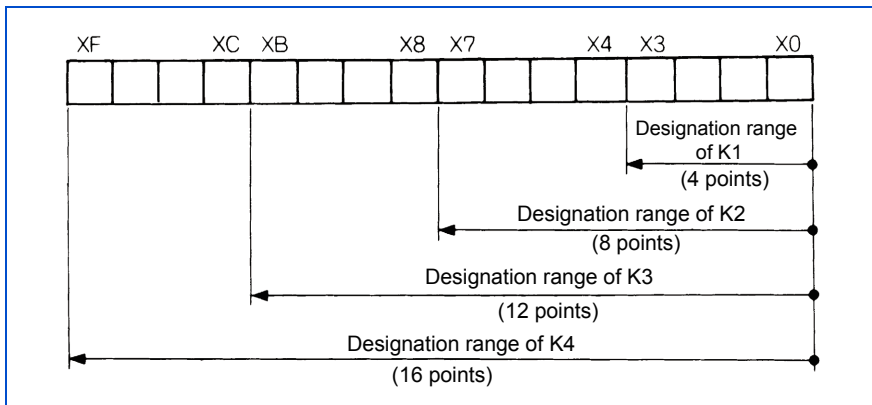 XF XC XB X8 X7 X4 X3 X0
Designation range
of K1
(4 points)
Designation range of K2
(8 points)
Designation range of K3
(12 points)
Designation range of K4
(16 points)